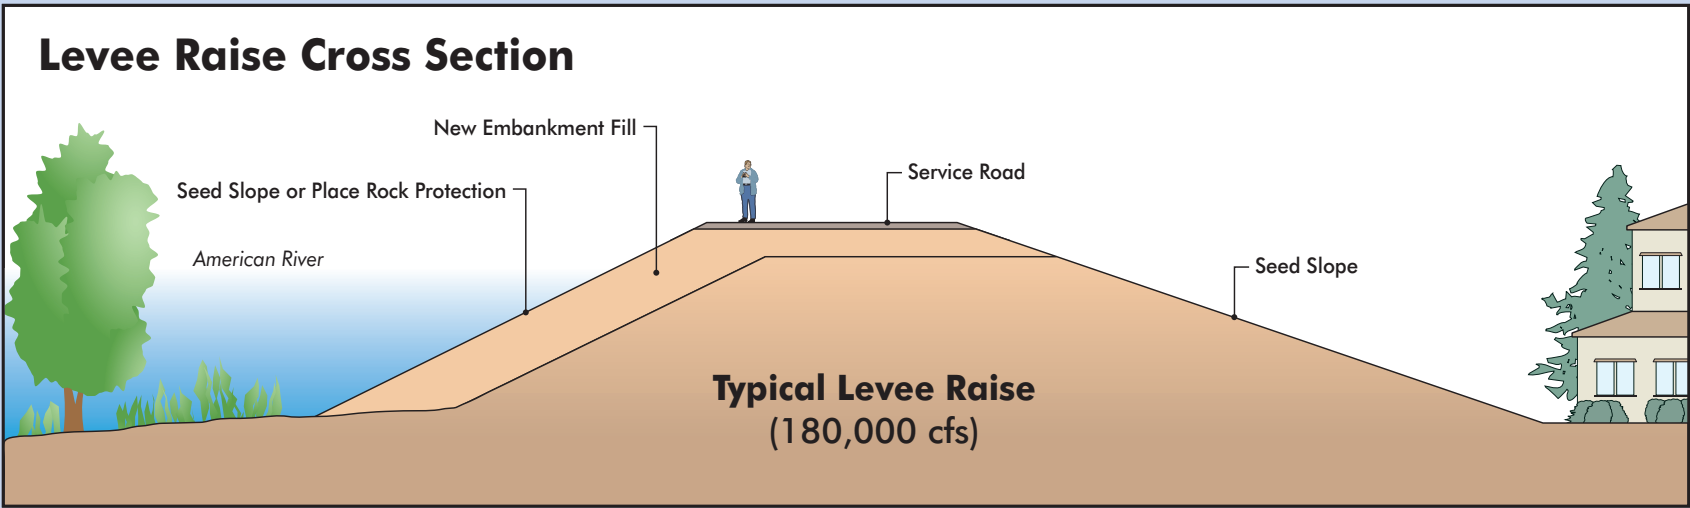 Levee Raise Cross Section
New Embankment Fill
Seed Slope or Place Rock Protection
Service Road
American River
Seed Slope
Typical Levee Raise
(180,000 cfs)